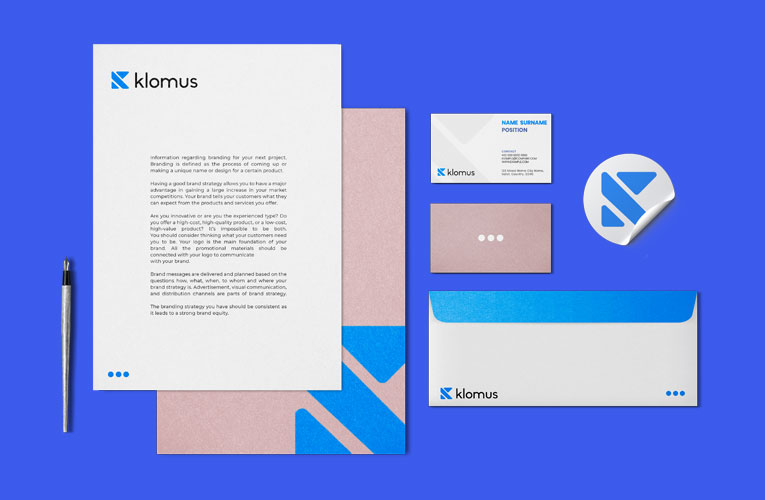 klomus
information regarding branding for your next project.
Branding is defined as the process of coming up or
making a unique name or design for a certain product.
Having a good brand strategy allows you to have a major
advantage in gaining a large increase in your market
competitions. Your brand tells your customers what they
can expect from the products and services you offer.
Are you innovative or are you the experienced type? Do
you offer a high-cost, high-quality product, or a low-cost,
high-value product? It's impossible to be both.
You should consider thinking what your customers need
you to be. Your logo is the main foundation of your
brand. All the promotional materials should be
connected with your logo to communicate
with your brand.
Brand messages are delivered and planned based on the
questions how, what, when, to whom and where your
brand strategy is. Advertisement, visual communication,
and distribution channels are parts of brand strategy.
The branding strategy you have should be consistent as
it leads to a strong brand equity.
NAME SURNAME
POSITION
CONTACT
klomus
klomus